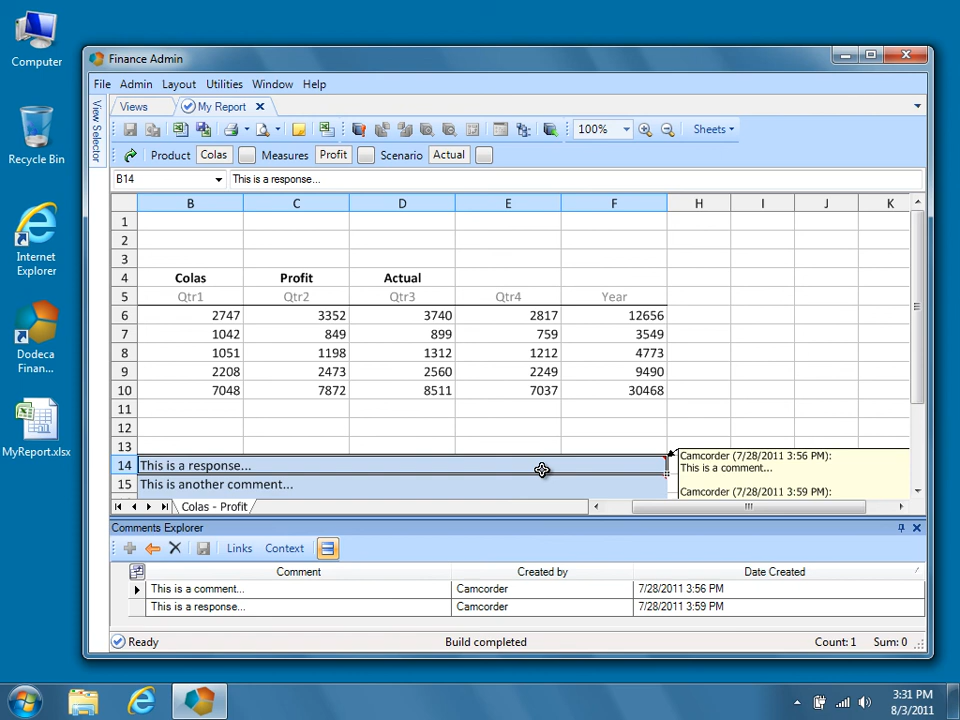 Computer
Recycle Bin
Internet
Explorer
Dodeca
Finan...
MyReport.xlsx
Finance Admin
File Admin Layout Utilities Window Help
View Selector
Views My Report
100% Sheets
Product Colas Measures Profit Scenario Actual
B14 This is a response...
B C D E F H I J K
1
2
3
4 Colas Profit Actual
5 Qtr1 Qtr2 Qtr3 Qtr4 Year
6 2747 3352 3740 2817 12656
7 1042 849 899 759 3549
8 1051 1198 1312 1212 4773
9 2208 2473 2560 2249 9490
10 7048 7872 8511 7037 30468
11
12
13
14 This is a response...
15 This is another comment...
Camcorder (7/28/2011 3:56 PM):
This is a comment...
Camcorder (7/28/2011 3:59 PM):
Colas - Profit
Comments Explorer
Links Context
Comment Created by Date Created
This is a comment... Camcorder 7/28/2011 3:56 PM
This is a response... Camcorder 7/28/2011 3:59 PM
Ready Build completed Count: 1 Sum: 0
3:31 PM
8/3/2011